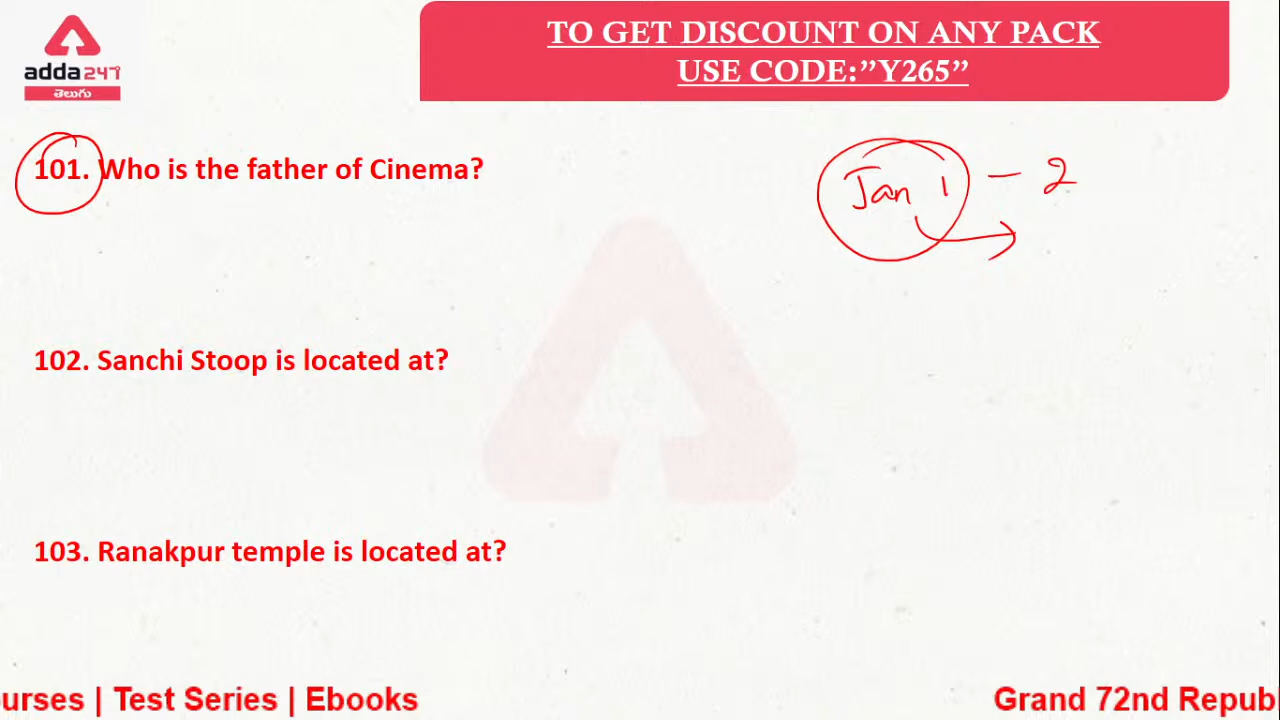 TO GET DISCOUNT ON ANY PACK
USE CODE:”Y265”
adda247
తెలుగు
101. Who is the father of Cinema?
Jan 1 - 2
102. Sanchi Stoop is located at?
103. Ranakpur temple is located at?
ourses | Test Series | Ebooks
Grand 72nd Repub